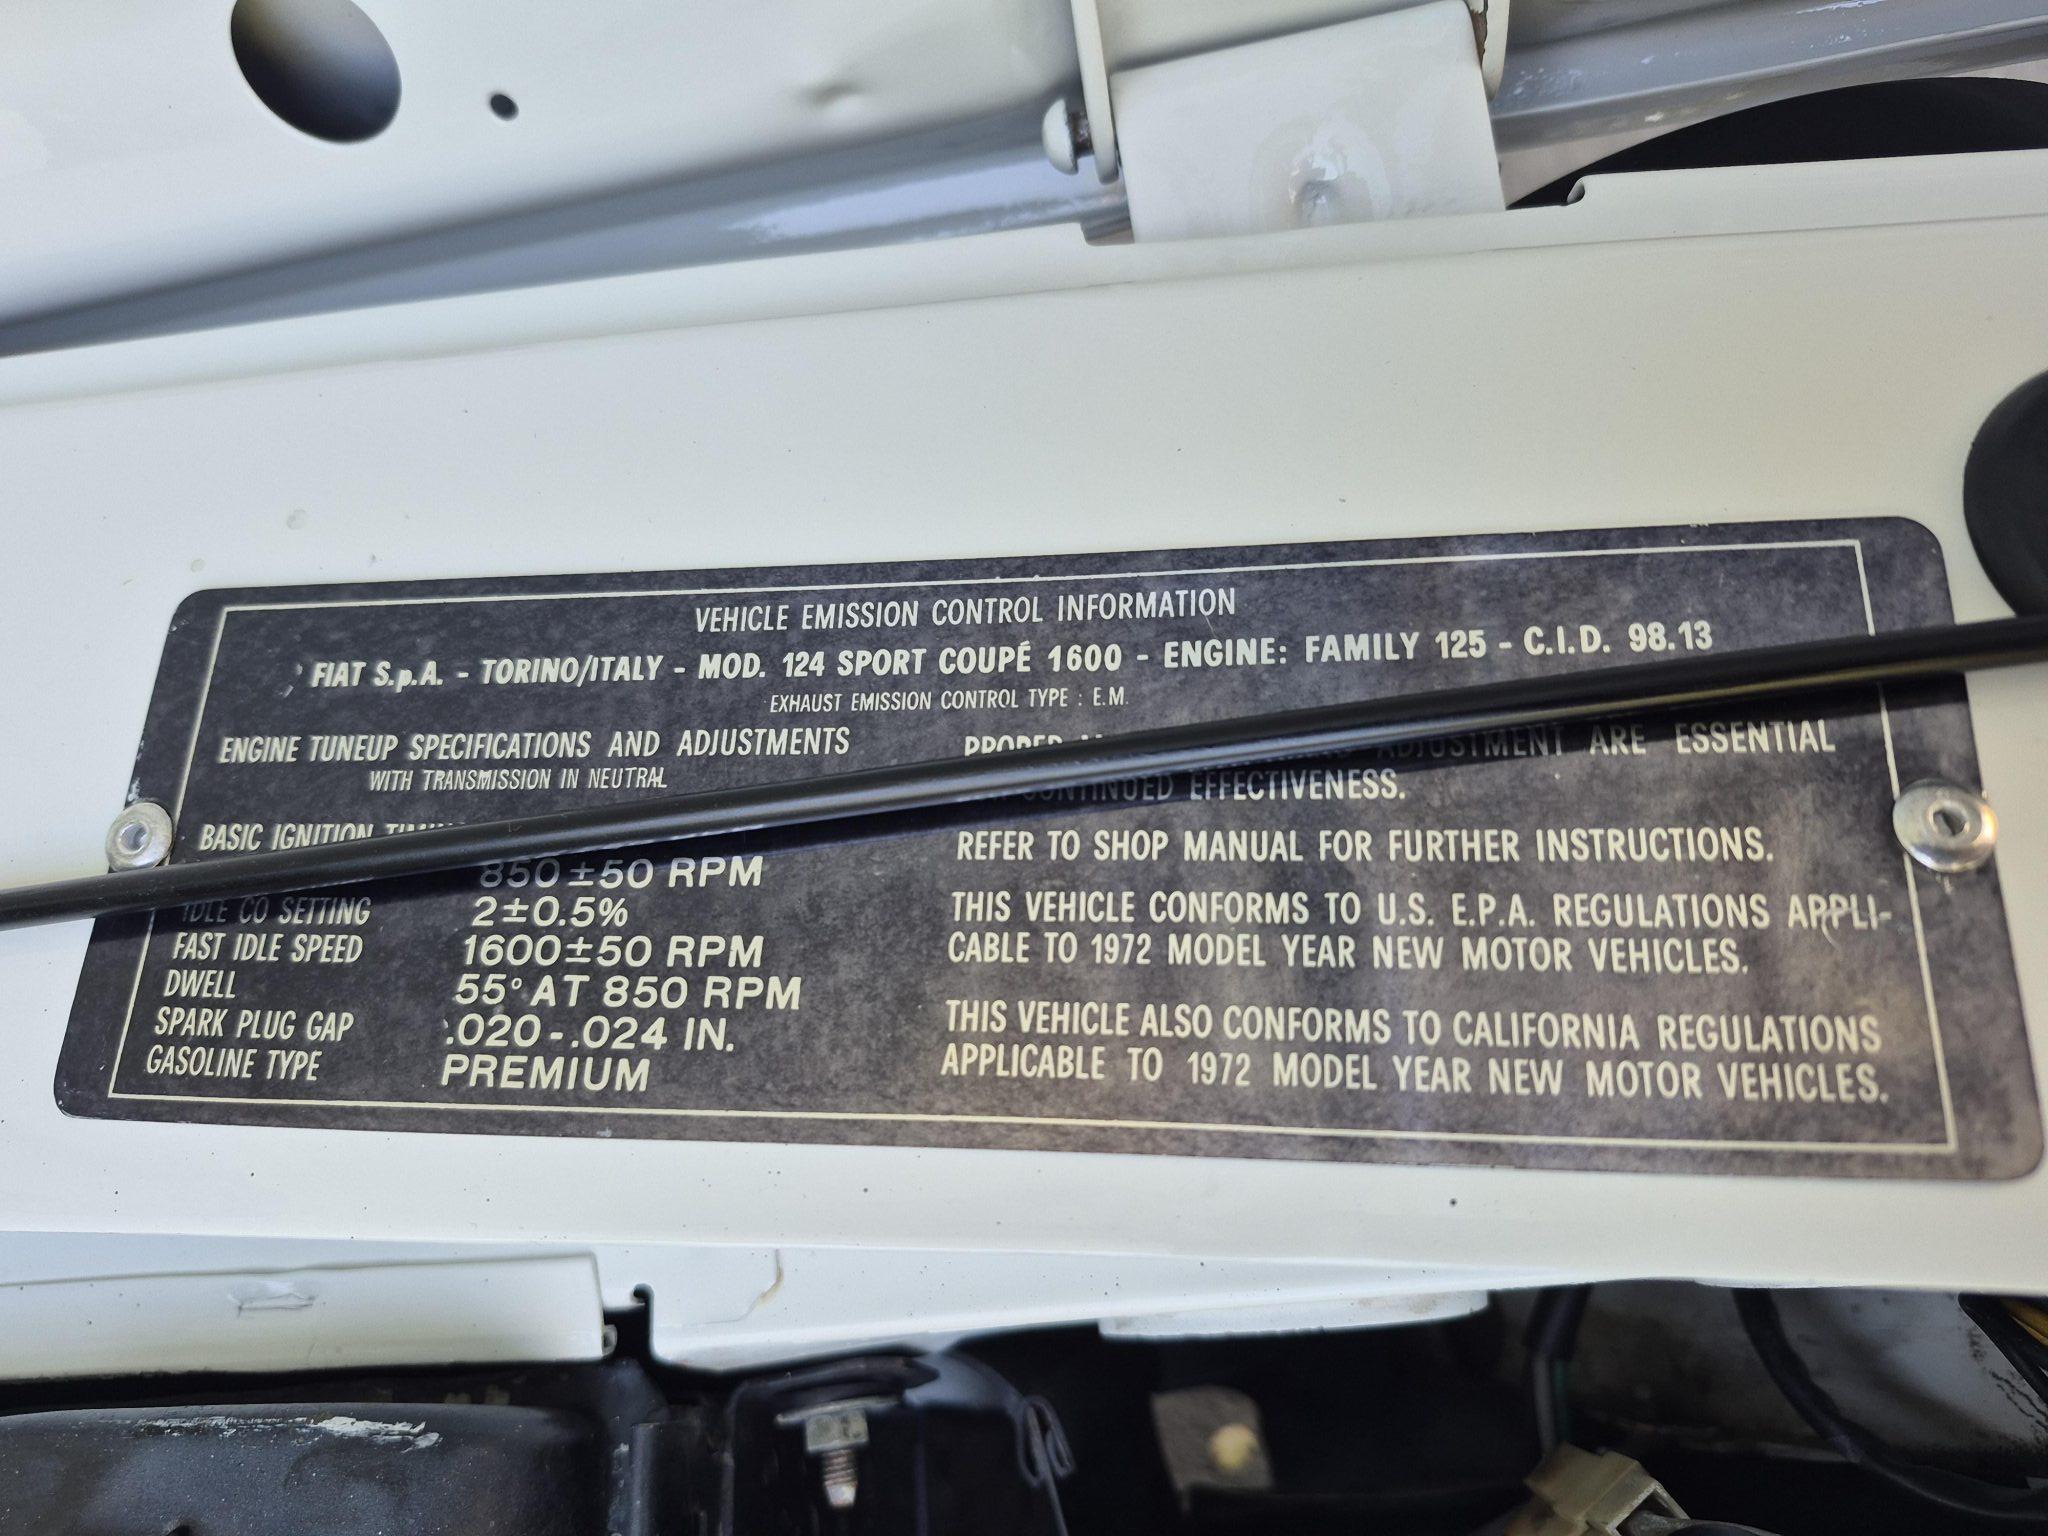 VEHICLE EMISSION CONTROL INFORMATION
FIAT S.p.A. - TORINO/ITALY - MOD. 124 SPORT COUPÉ 1600 - ENGINE: FAMILY 125 - C.I.D. 98.13
EXHAUST EMISSION CONTROL TYPE : E.M.
ENGINE TUNEUP SPECIFICATIONS AND ADJUSTMENTS
WITH TRANSMISSION IN NEUTRAL
BASIC IGNITION
850±50 RPM
IDLE CO SETTING 2±0.5%
FAST IDLE SPEED 1600±50 RPM
DWELL 55° AT 850 RPM
SPARK PLUG GAP .020-.024 IN.
GASOLINE TYPE PREMIUM
PROPER ADJUSTMENT ARE ESSENTIAL
CONTINUED EFFECTIVENESS.
REFER TO SHOP MANUAL FOR FURTHER INSTRUCTIONS.
THIS VEHICLE CONFORMS TO U.S. E.P.A. REGULATIONS APPLI-
CABLE TO 1972 MODEL YEAR NEW MOTOR VEHICLES.
THIS VEHICLE ALSO CONFORMS TO CALIFORNIA REGULATIONS
APPLICABLE TO 1972 MODEL YEAR NEW MOTOR VEHICLES.